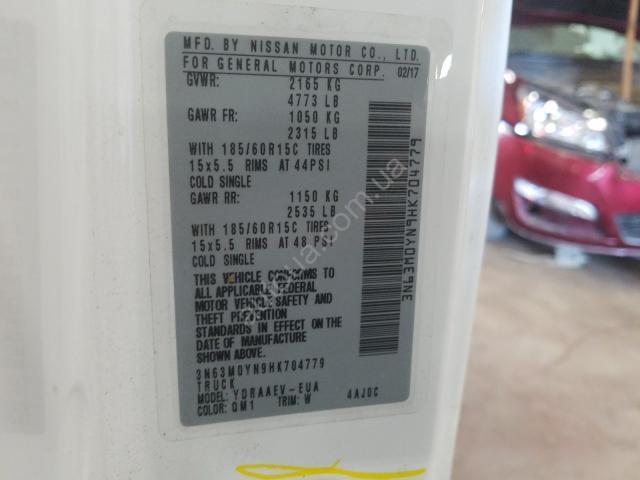 MFD. BY NISSAN MOTOR CO., LTD.
FOR GENERAL MOTORS CORP. 02/17
GVWR: 2165 KG
4773 LB
GAWR FR: 1050 KG
2315 LB
WITH 185/60R15C TIRES
15x5.5 RIMS AT 44PSI
COLD SINGLE
GAWR RR: 1150 KG
2535 LB
WITH 185/60R15C TIRES
15x5.5 RIMS AT 48 PSI
COLD SINGLE
THIS VEHICLE CONFORMS TO
ALL APPLICABLE FEDERAL
MOTOR VEHICLE SAFETY AND
THEFT PREVENTION
STANDARDS IN EFFECT ON THE
DATE OF MANUFACTURE
SHOWN ABOVE.
3N63M0YN9HK704779
TRUCK
MODEL: YDRAAEV-EUA
COLOR: QM1 TRIM: W 4AJDC
3N63M0YN9HK704779